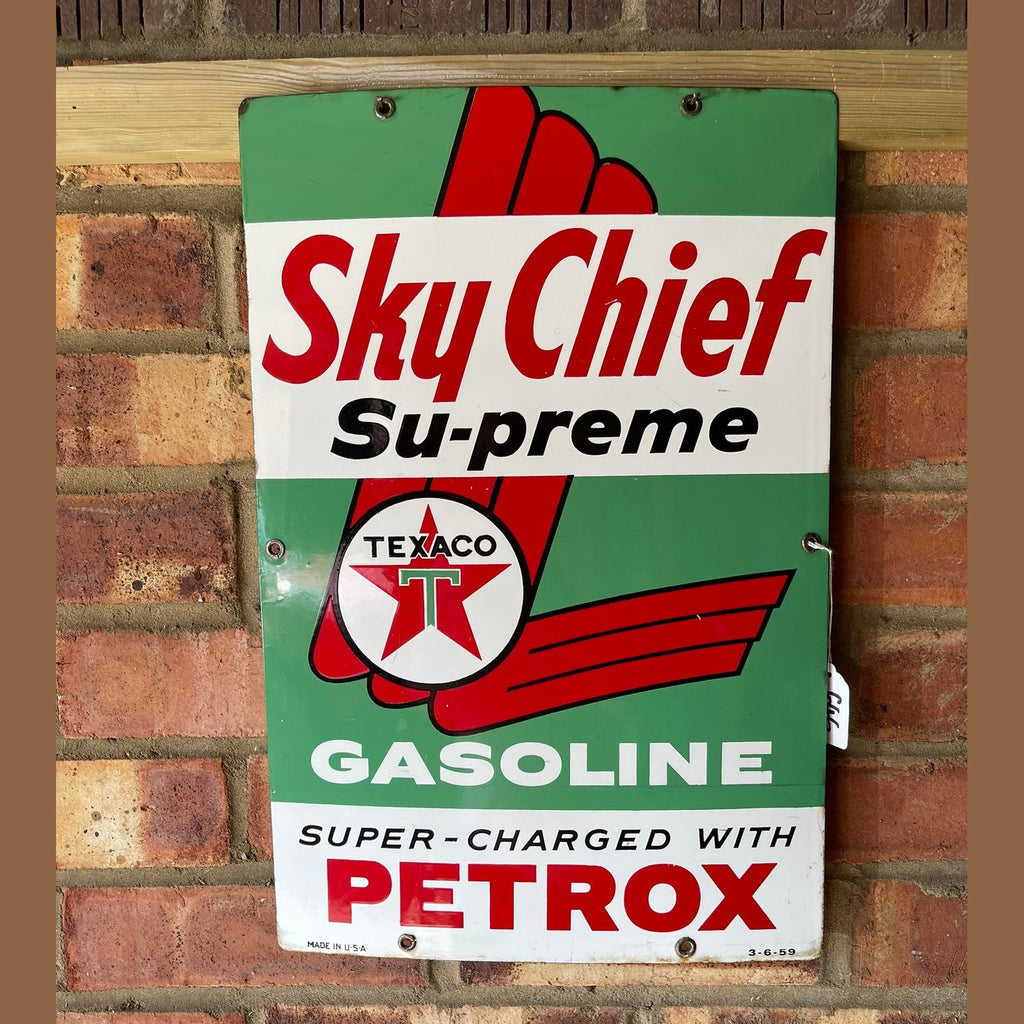 Sky Chief
Su-preme
TEXACO
T
GASOLINE
SUPER-CHARGED WITH
PETROX
MADE IN U·S·A·
3-6-59